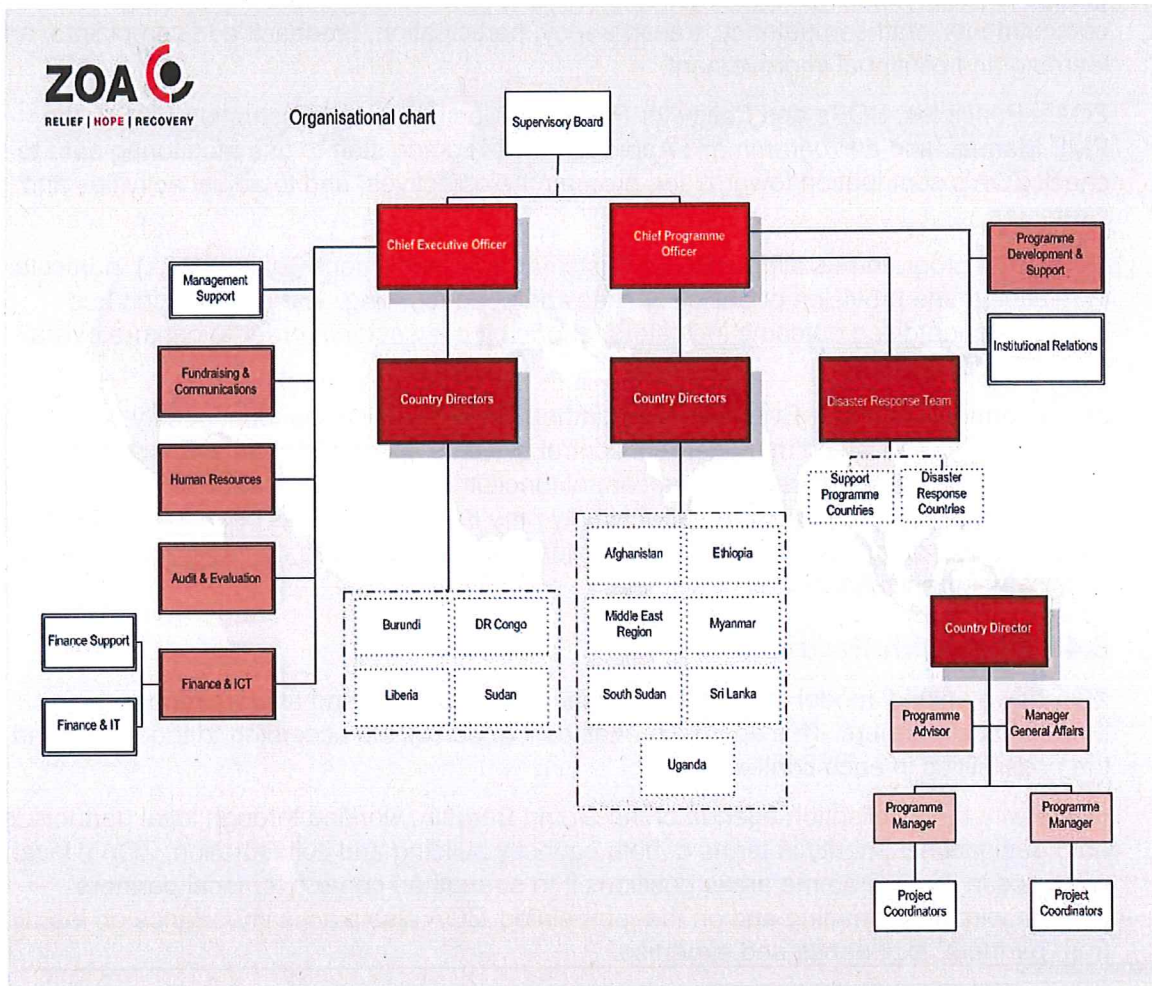 ZOA
RELIEF | HOPE | RECOVERY
Organisational chart
Supervisory Board
Chief Executive Officer
Chief Programme
Officer
Programme
Development &
Support
Management
Support
Institutional Relations
Fundraising &
Communications
Country Directors
Country Directors
Disaster Response Team
Human Resources
Support
Programme
Countries
Disaster
Response
Countries
Audit & Evaluation
Afghanistan
Ethiopia
Burundi
DR Congo
Middle East
Region
Myanmar
Country Director
Finance Support
Finance & ICT
Liberia
Sudan
South Sudan
Sri Lanka
Finance & IT
Programme
Advisor
Manager
General Affairs
Uganda
Programme
Manager
Programme
Manager
Project
Coordinators
Project
Coordinators